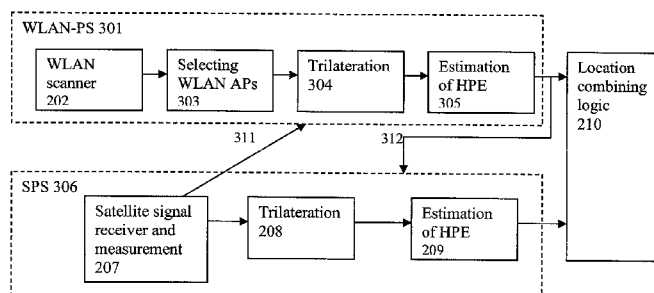 WLAN-PS 301
WLAN
scanner
202
Selecting
WLAN APs
303
Trilateration
304
Estimation
of HPE
305
Location
combining
logic
210
311
312
SPS 306
Satellite signal
receiver and
measurement
207
Trilateration
208
Estimation
of HPE
209